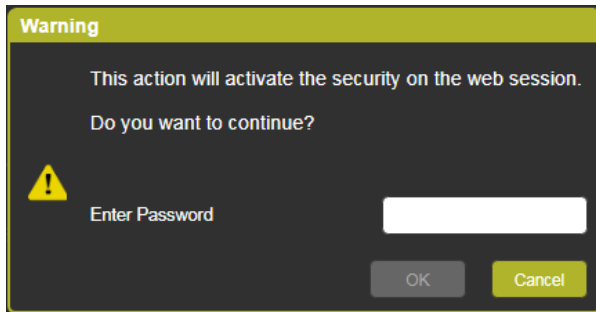 Warning
This action will activate the security on the web session.
Do you want to continue?
Enter Password
OK
Cancel